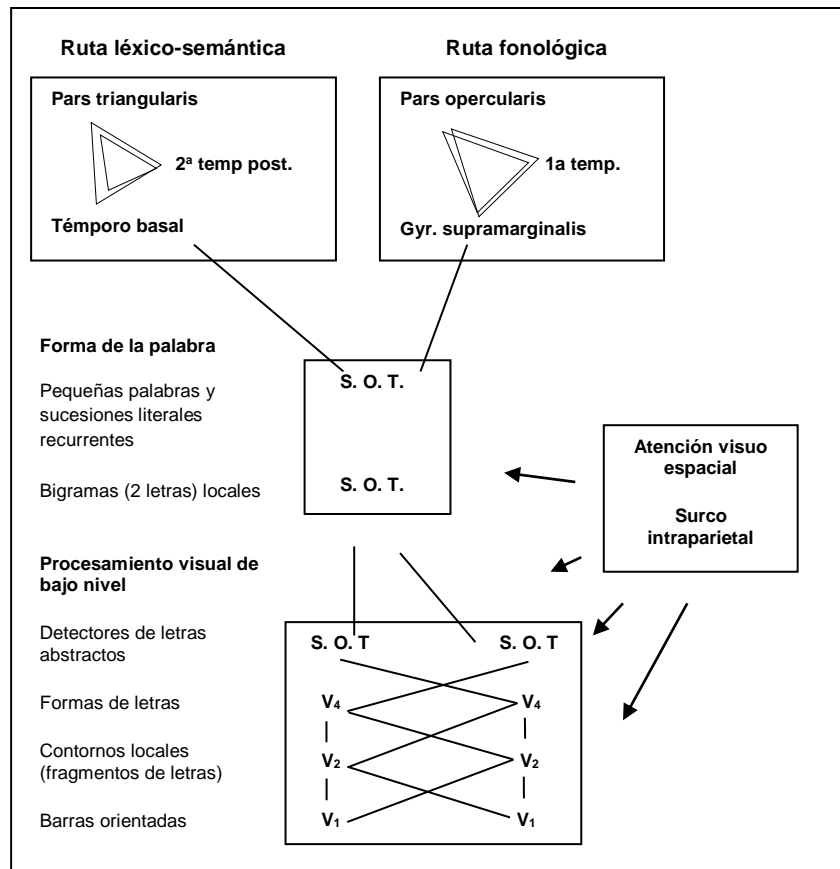 Ruta léxico-semántica
Ruta fonológica
Pars triangularis
2ª temp post.
Témporo basal
Pars opercularis
1a temp.
Gyr. supramarginalis
Forma de la palabra
Pequeñas palabras y
sucesiones literales
recurrentes
Bigramas (2 letras) locales
S. O. T.
S. O. T.
Atención visuo
espacial
Surco
intraparietal
Procesamiento visual de
bajo nivel
Detectores de letras
abstractos
S. O. T S. O. T
Formas de letras
V₄ V₄
Contornos locales
(fragmentos de letras)
V₂ V₂
Barras orientadas
V₁ V₁